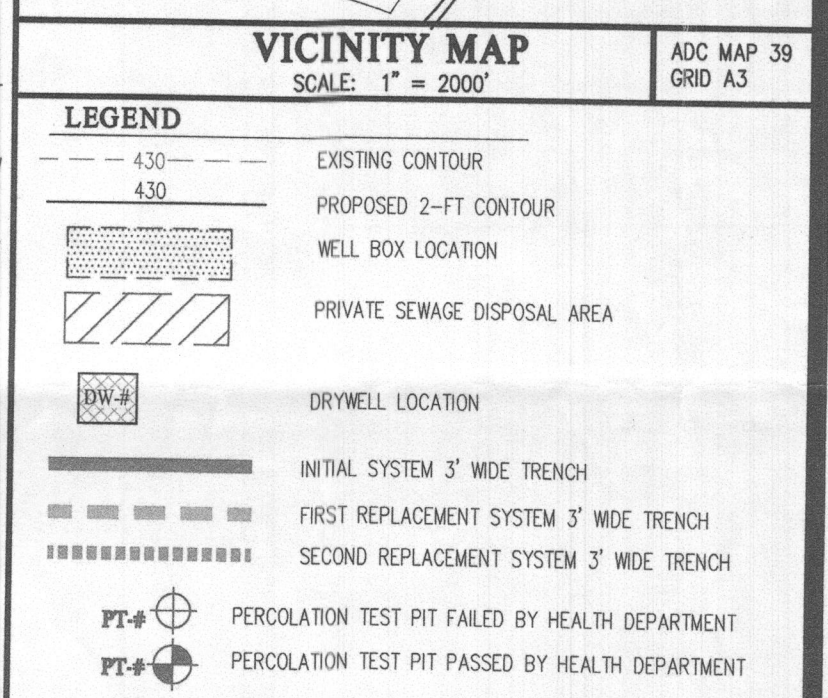 VICINITY MAP
SCALE: 1" = 2000'
ADC MAP 39
GRID A3
LEGEND
430 EXISTING CONTOUR
430 PROPOSED 2-FT CONTOUR
WELL BOX LOCATION
PRIVATE SEWAGE DISPOSAL AREA
DW-# DRYWELL LOCATION
INITIAL SYSTEM 3' WIDE TRENCH
FIRST REPLACEMENT SYSTEM 3' WIDE TRENCH
SECOND REPLACEMENT SYSTEM 3' WIDE TRENCH
PT-# PERCOLATION TEST PIT FAILED BY HEALTH DEPARTMENT
PT-# PERCOLATION TEST PIT PASSED BY HEALTH DEPARTMENT